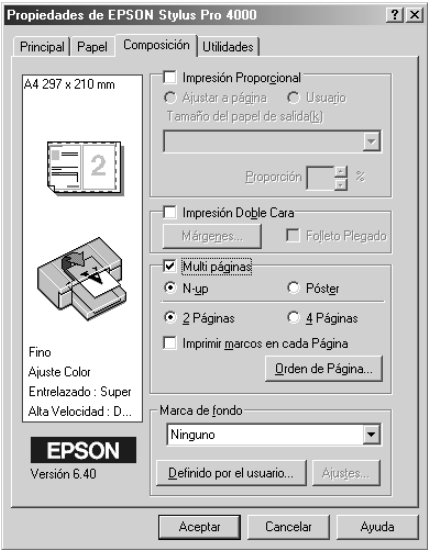 Propiedades de EPSON Stylus Pro 4000
Principal Papel Composición Utilidades
A4 297 x 210 mm
2
Fino
Ajuste Color
Entrelazado : Super
Alta Velocidad : D...
EPSON
Versión 6.40
Impresión Proporcional
Ajustar a página Usuario
Tamaño del papel de salida(k)
Proporción %
Impresión Doble Cara
Márgenes... Folleto Plegado
Multi páginas
N-up Póster
2 Páginas 4 Páginas
Imprimir marcos en cada Página
Orden de Página...
Marca de fondo
Ninguno
Definido por el usuario... Ajustes...
Aceptar Cancelar Ayuda